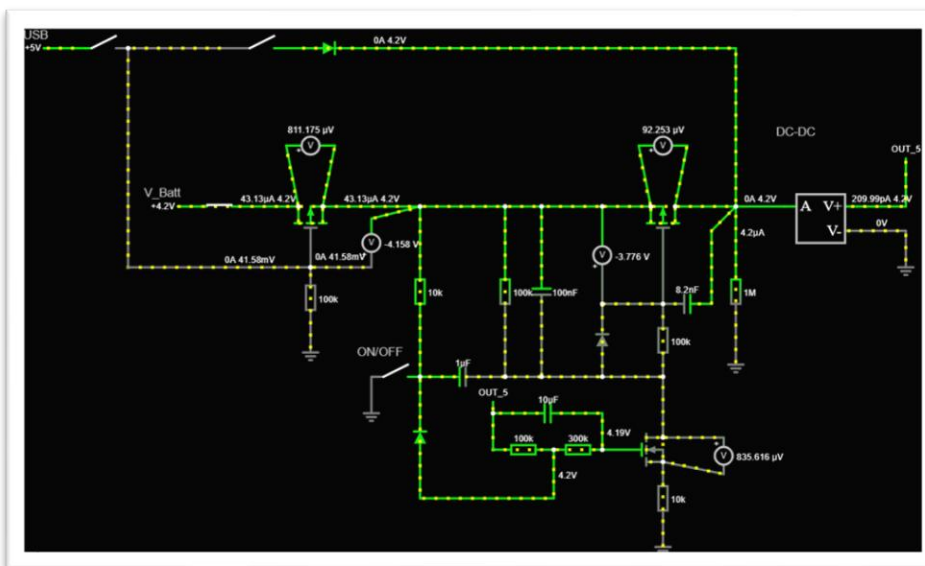 USB
+5V
0A 4.2V
811.175 µV
V
92.253 µV
V
DC-DC
OUT_5
V_Batt
+4.2V
43.13µA 4.2V
43.13µA 4.2V
0A 4.2V
A V+
V-
209.99pA 4.2V
0V
4.2µA
V
-4.158 V
V
-3.776 V
0A 41.58mV
0A 41.58mV
100k
10k
100k
100nF
8.2nF
1M
100k
ON/OFF
1µF
OUT_5
10µF
100k
300k
4.19V
4.2V
V
835.616 µV
10k